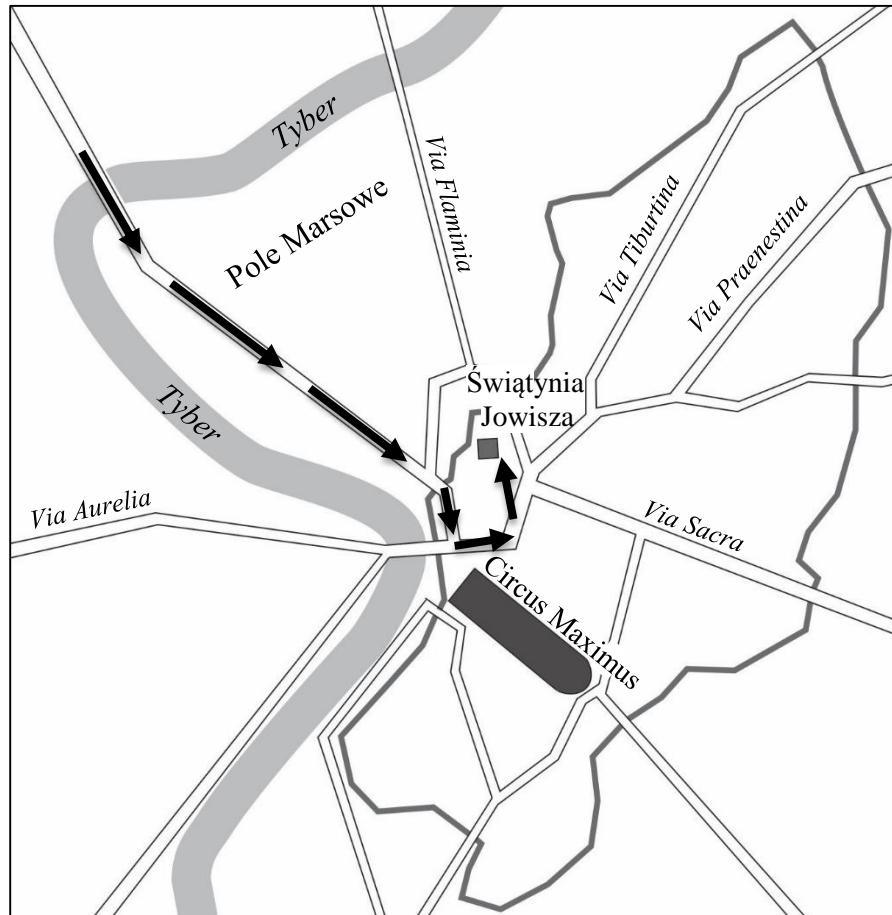 Tyber
Via Flaminia
Pole Marsowe
Via Tiburtina
Via Praenestina
Świątynia
Jowisza
Tyber
Via Aurelia
Via Sacra
Circus Maximus